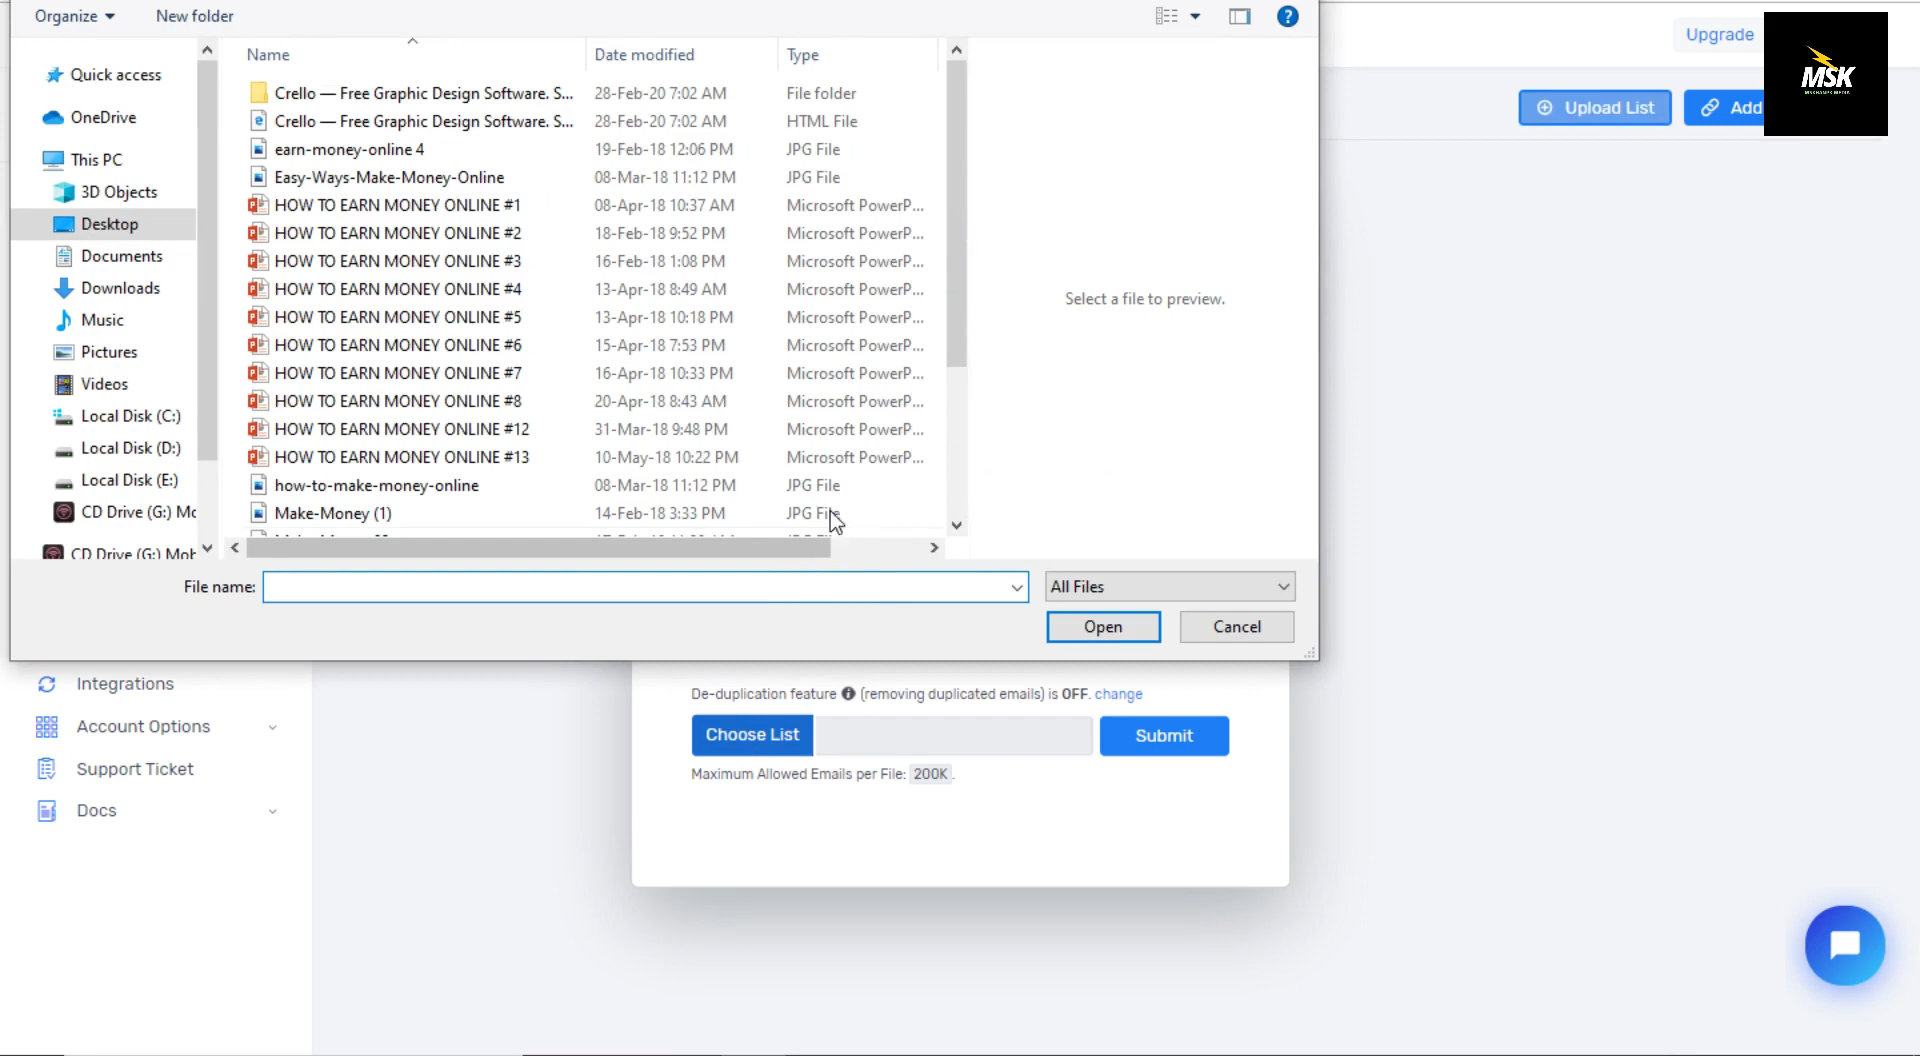 Organize
New folder
Upgrade
MSK
Upload List
Add
Name
Date modified
Type
Quick access
OneDrive
This PC
3D Objects
Desktop
Documents
Downloads
Music
Pictures
Videos
Local Disk (C:)
Local Disk (D:)
Local Disk (E:)
CD Drive (G:) Mc
CD Drive (G:) Mob
Crello — Free Graphic Design Software. S... 28-Feb-20 7:02 AM File folder
Crello — Free Graphic Design Software. S... 28-Feb-20 7:02 AM HTML File
earn-money-online 4 19-Feb-18 12:06 PM JPG File
Easy-Ways-Make-Money-Online 08-Mar-18 11:12 PM JPG File
HOW TO EARN MONEY ONLINE #1 08-Apr-18 10:37 AM Microsoft PowerP...
HOW TO EARN MONEY ONLINE #2 18-Feb-18 9:52 PM Microsoft PowerP...
HOW TO EARN MONEY ONLINE #3 16-Feb-18 1:08 PM Microsoft PowerP...
HOW TO EARN MONEY ONLINE #4 13-Apr-18 8:49 AM Microsoft PowerP...
HOW TO EARN MONEY ONLINE #5 13-Apr-18 10:18 PM Microsoft PowerP...
HOW TO EARN MONEY ONLINE #6 15-Apr-18 7:53 PM Microsoft PowerP...
HOW TO EARN MONEY ONLINE #7 16-Apr-18 10:33 PM Microsoft PowerP...
HOW TO EARN MONEY ONLINE #8 20-Apr-18 8:43 AM Microsoft PowerP...
HOW TO EARN MONEY ONLINE #12 31-Mar-18 9:48 PM Microsoft PowerP...
HOW TO EARN MONEY ONLINE #13 10-May-18 10:22 PM Microsoft PowerP...
how-to-make-money-online 08-Mar-18 11:12 PM JPG File
Make-Money (1) 14-Feb-18 3:33 PM JPG File
Select a file to preview.
File name:
All Files
Open
Cancel
Integrations
Account Options
Support Ticket
Docs
De-duplication feature (removing duplicated emails) is OFF. change
Choose List
Submit
Maximum Allowed Emails per File: 200K.